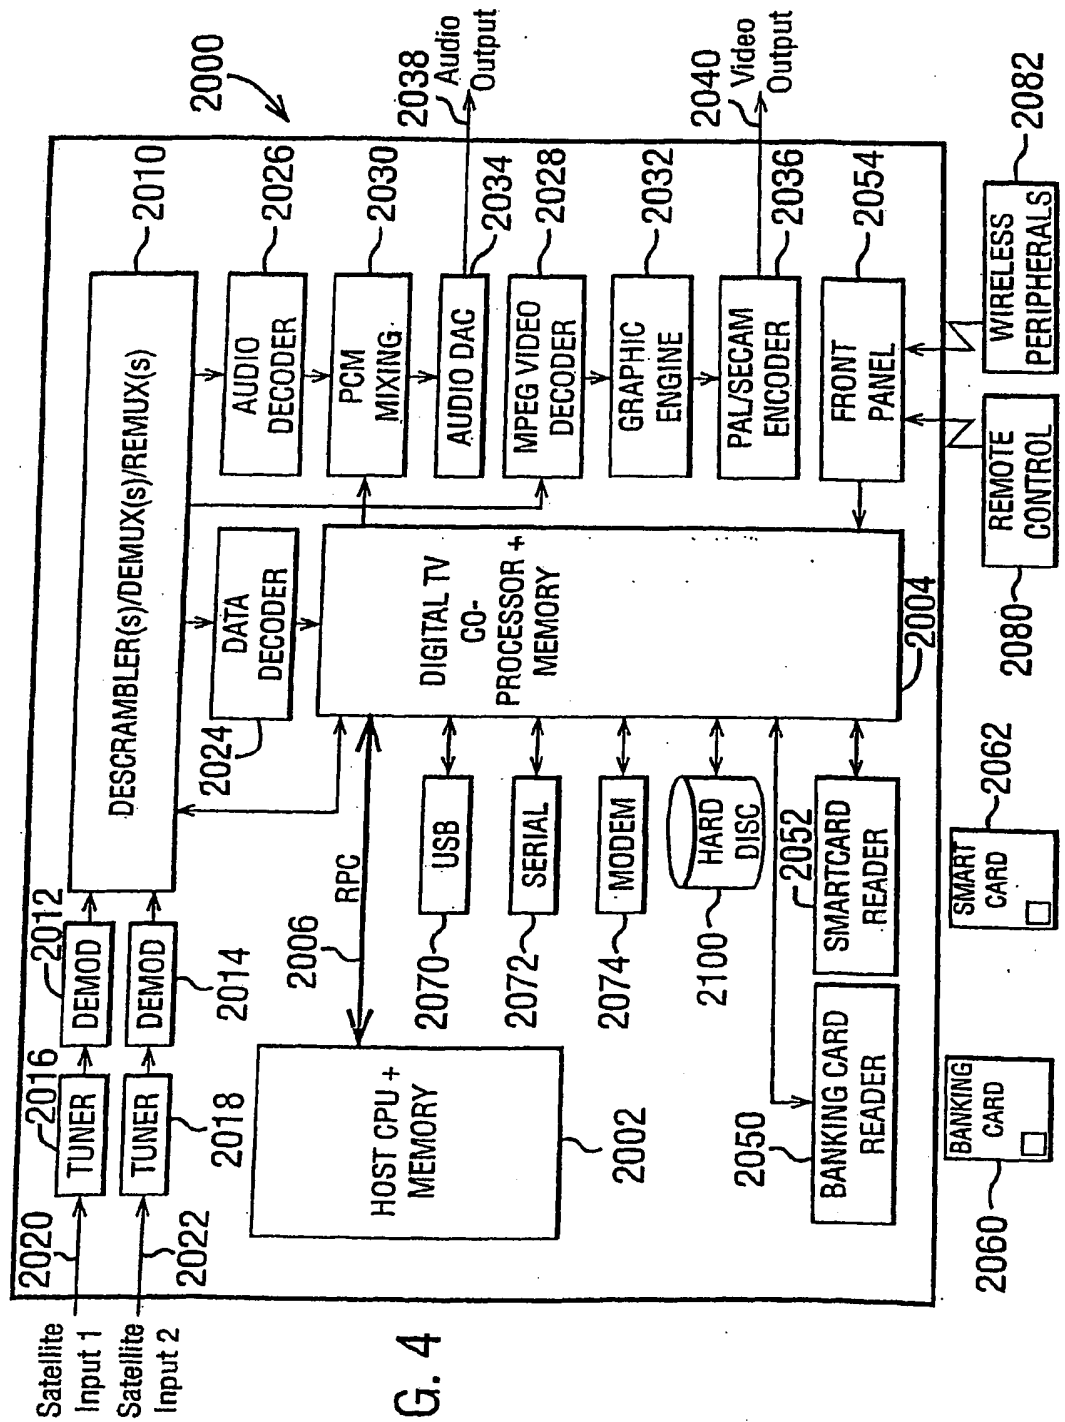 Satellite
Input 1
Satellite
Input 2
2020
2022
TUNER
TUNER
2016
2018
DEMOD
DEMOD
2012
2014
DESCRAMBLER(s)/DEMUX(s)/REMUX(s)
2010
2000
DATA
DECODER
2024
AUDIO
DECODER
2026
PCM
MIXING
2030
AUDIO DAC
2034
2038
Audio
Output
MPEG VIDEO
DECODER
2028
GRAPHIC
ENGINE
2032
PAL/SECAM
ENCODER
2036
2040
Video
Output
FRONT
PANEL
2054
HOST CPU +
MEMORY
2002
2006
RPC
DIGITAL TV
CO-
PROCESSOR +
MEMORY
2004
USB
2070
SERIAL
2072
MODEM
2074
HARD
DISC
2100
SMARTCARD
READER
2052
BANKING CARD
READER
2050
BANKING
CARD
2060
SMART
CARD
2062
REMOTE
CONTROL
2080
WIRELESS
PERIPHERALS
2082
G. 4